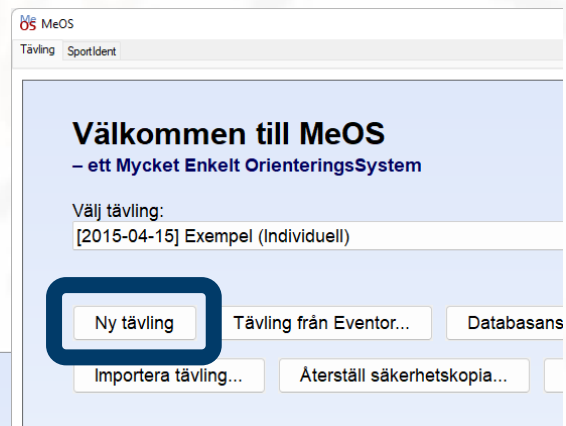 MeOS MeOS
Tävling SportIdent
Välkommen till MeOS
– ett Mycket Enkelt OrienteringsSystem
Välj tävling:
[2015-04-15] Exempel (Individuell)
Ny tävling Tävling från Eventor... Databasans
Importera tävling... Återställ säkerhetskopia...